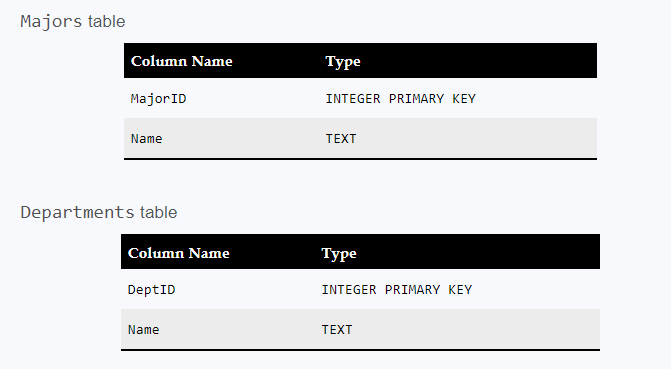 Majors table
Column Name Type
MajorID INTEGER PRIMARY KEY
Name TEXT
Departments table
Column Name Type
DeptID INTEGER PRIMARY KEY
Name TEXT